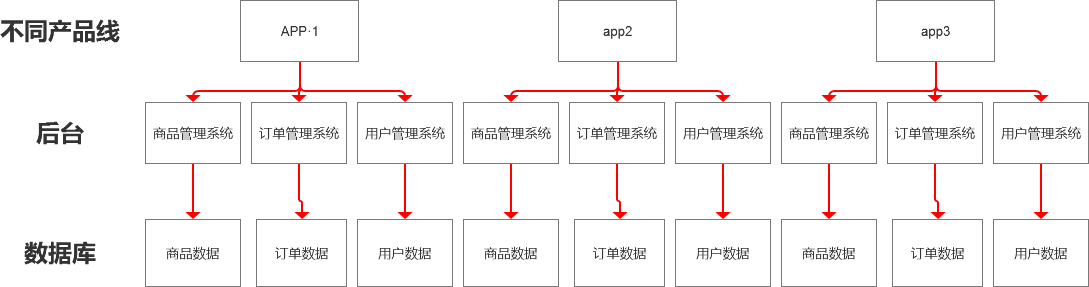 不同产品线
APP·1
app2
app3
后台
商品管理系统
订单管理系统
用户管理系统
商品管理系统
订单管理系统
用户管理系统
商品管理系统
订单管理系统
用户管理系统
数据库
商品数据
订单数据
用户数据
商品数据
订单数据
用户数据
商品数据
订单数据
用户数据